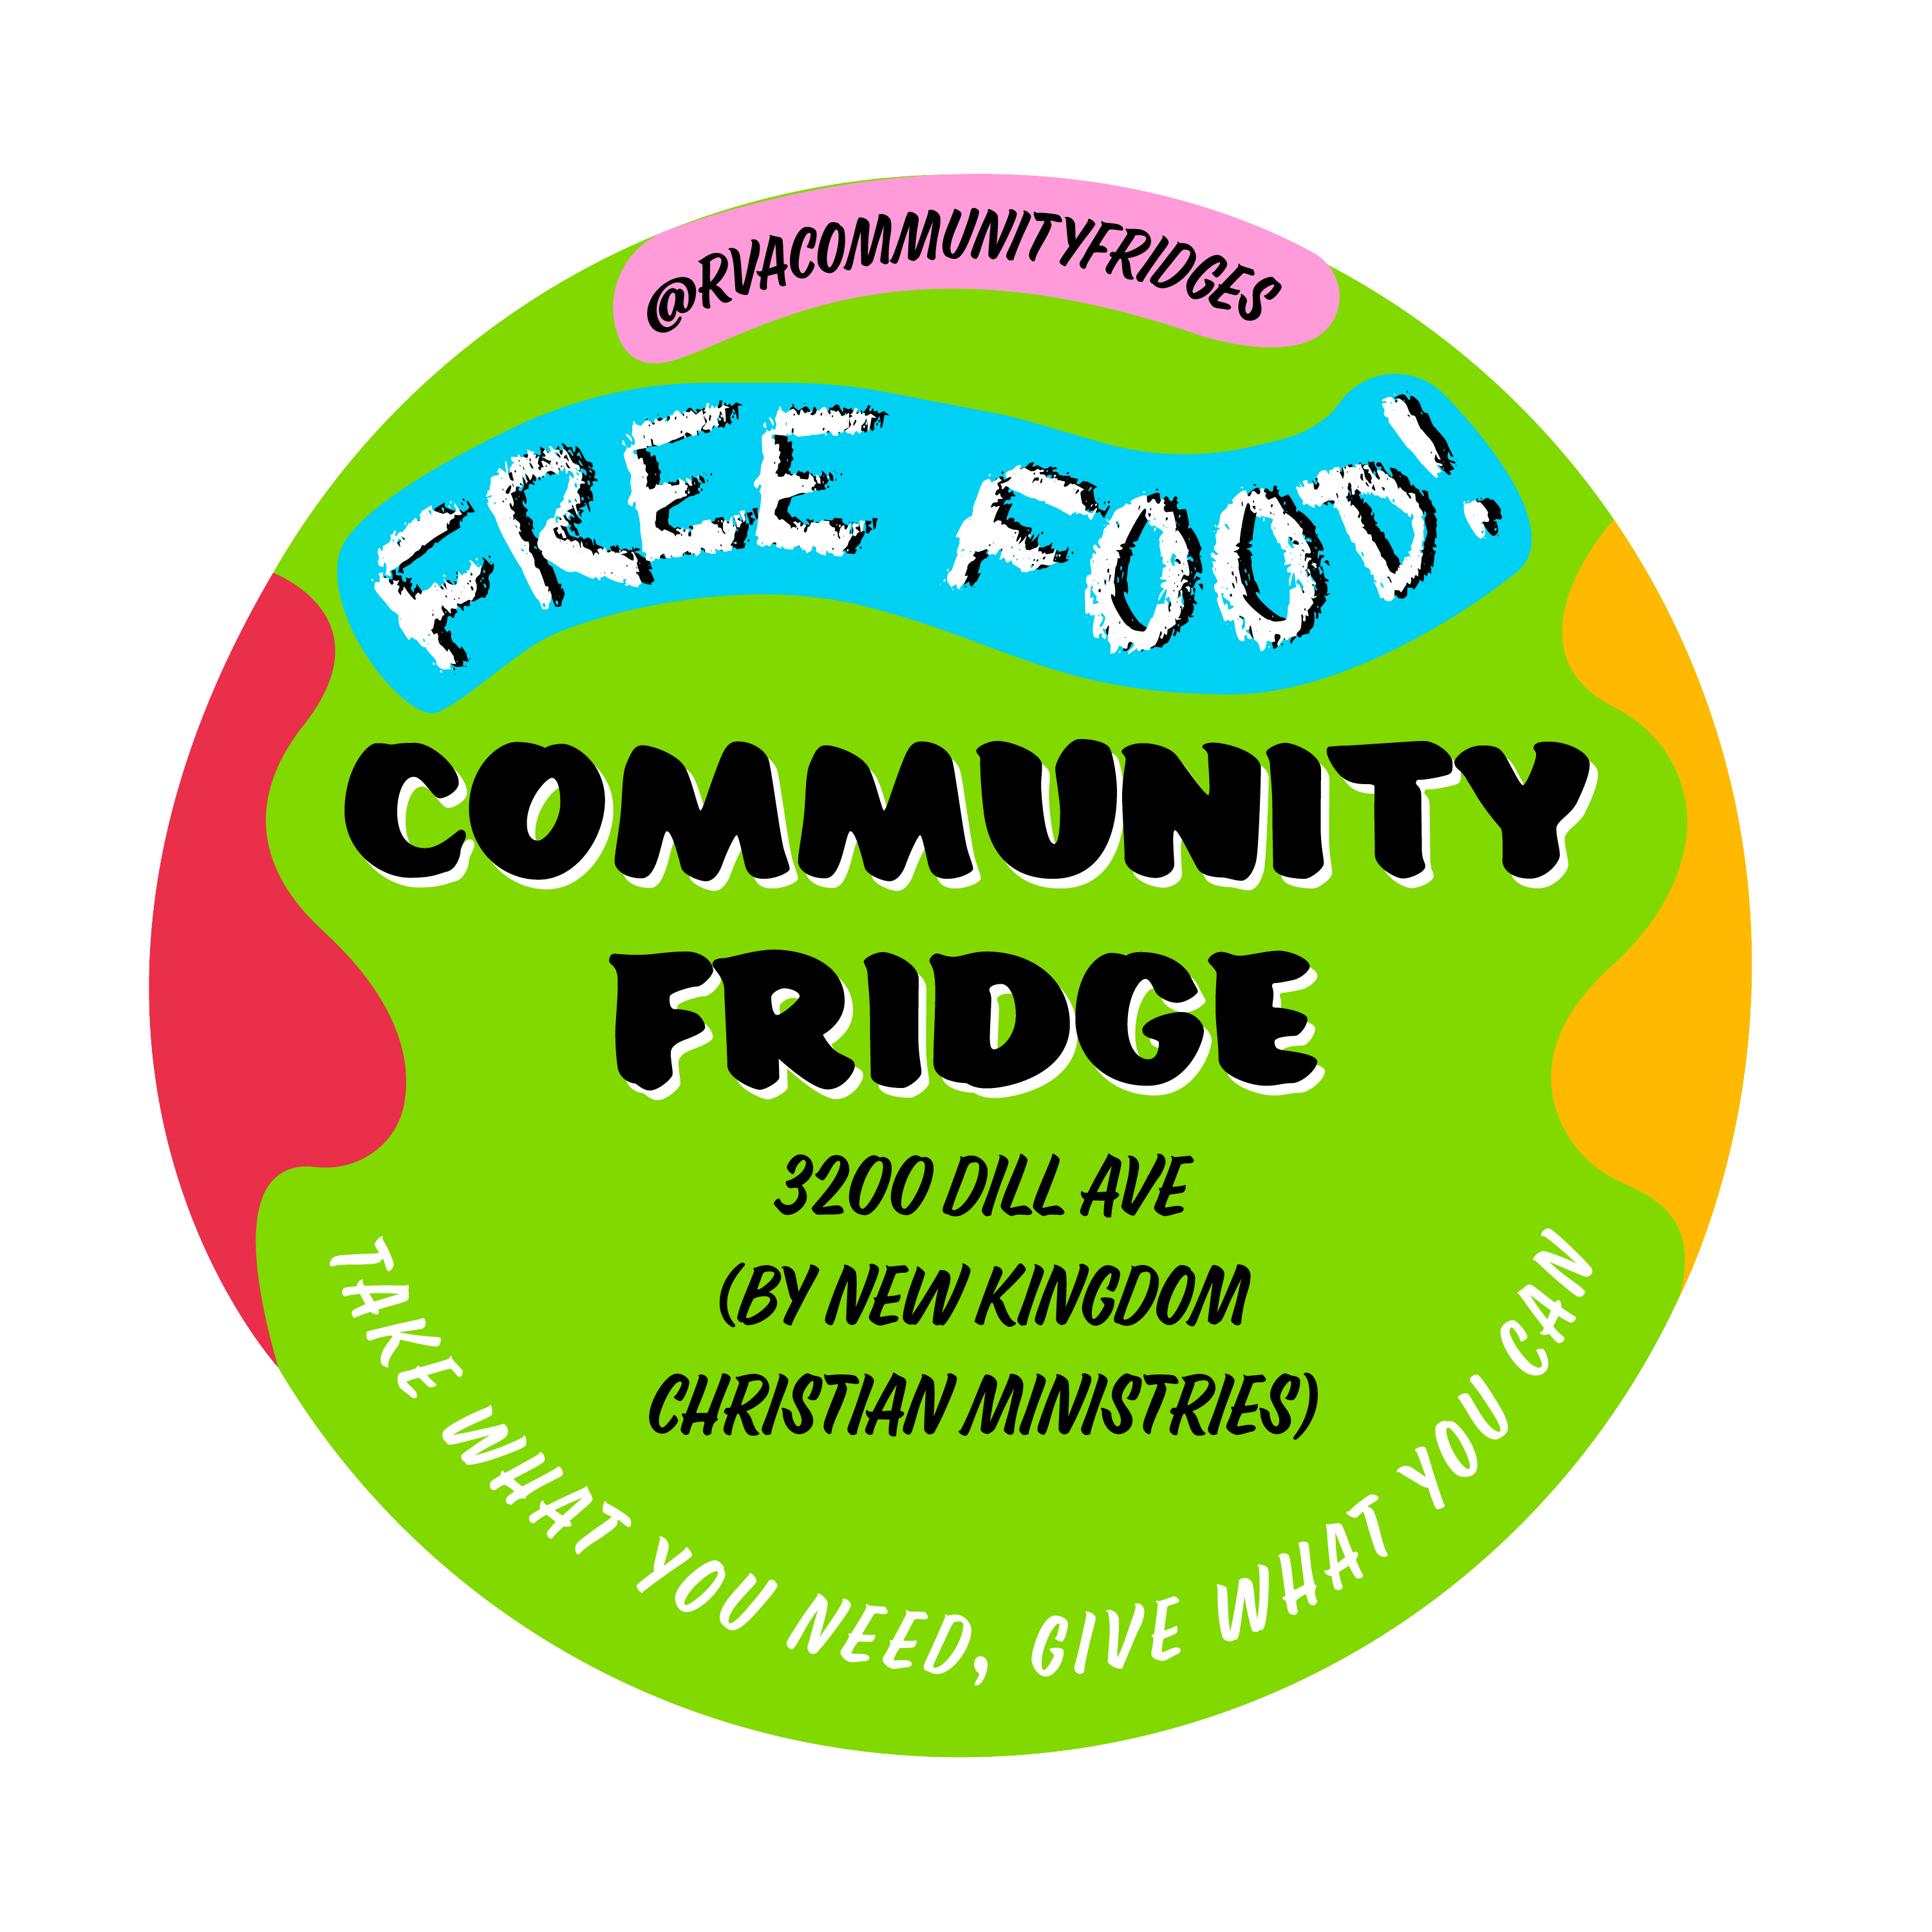 @RVACOMMUNITYFRIDGES
FREE FOOD!
COMMUNITY
FRIDGE
3200 DILL AVE
(BY NEW KINGDOM
CHRISTIAN MINISTRIES)
TAKE WHAT YOU NEED, GIVE WHAT YOU CAN